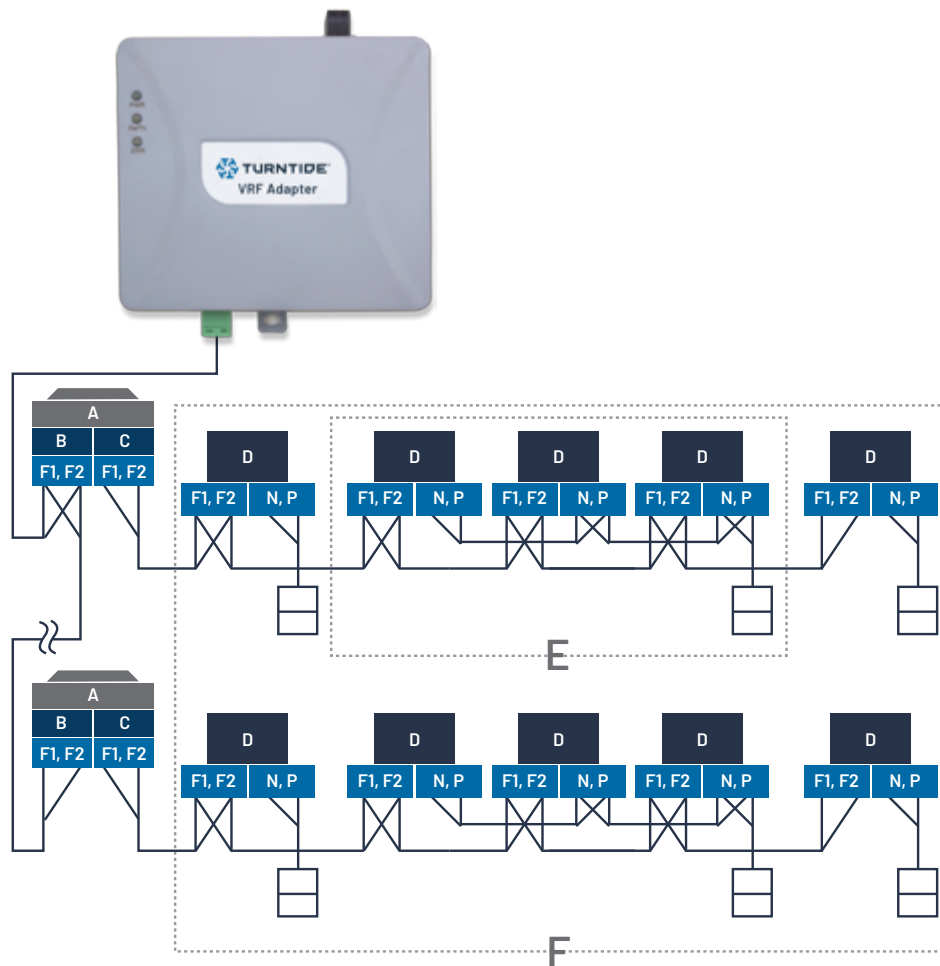 PWR
TURNTIDE
VRF Adapter
A
B C
F1, F2 F1, F2
D D D D D
F1, F2 N, P F1, F2 N, P F1, F2 N, P F1, F2 N, P F1, F2 N, P
E
A
B C
F1, F2 F1, F2
D D D D D
F1, F2 N, P F1, F2 N, P F1, F2 N, P F1, F2 N, P F1, F2 N, P
F